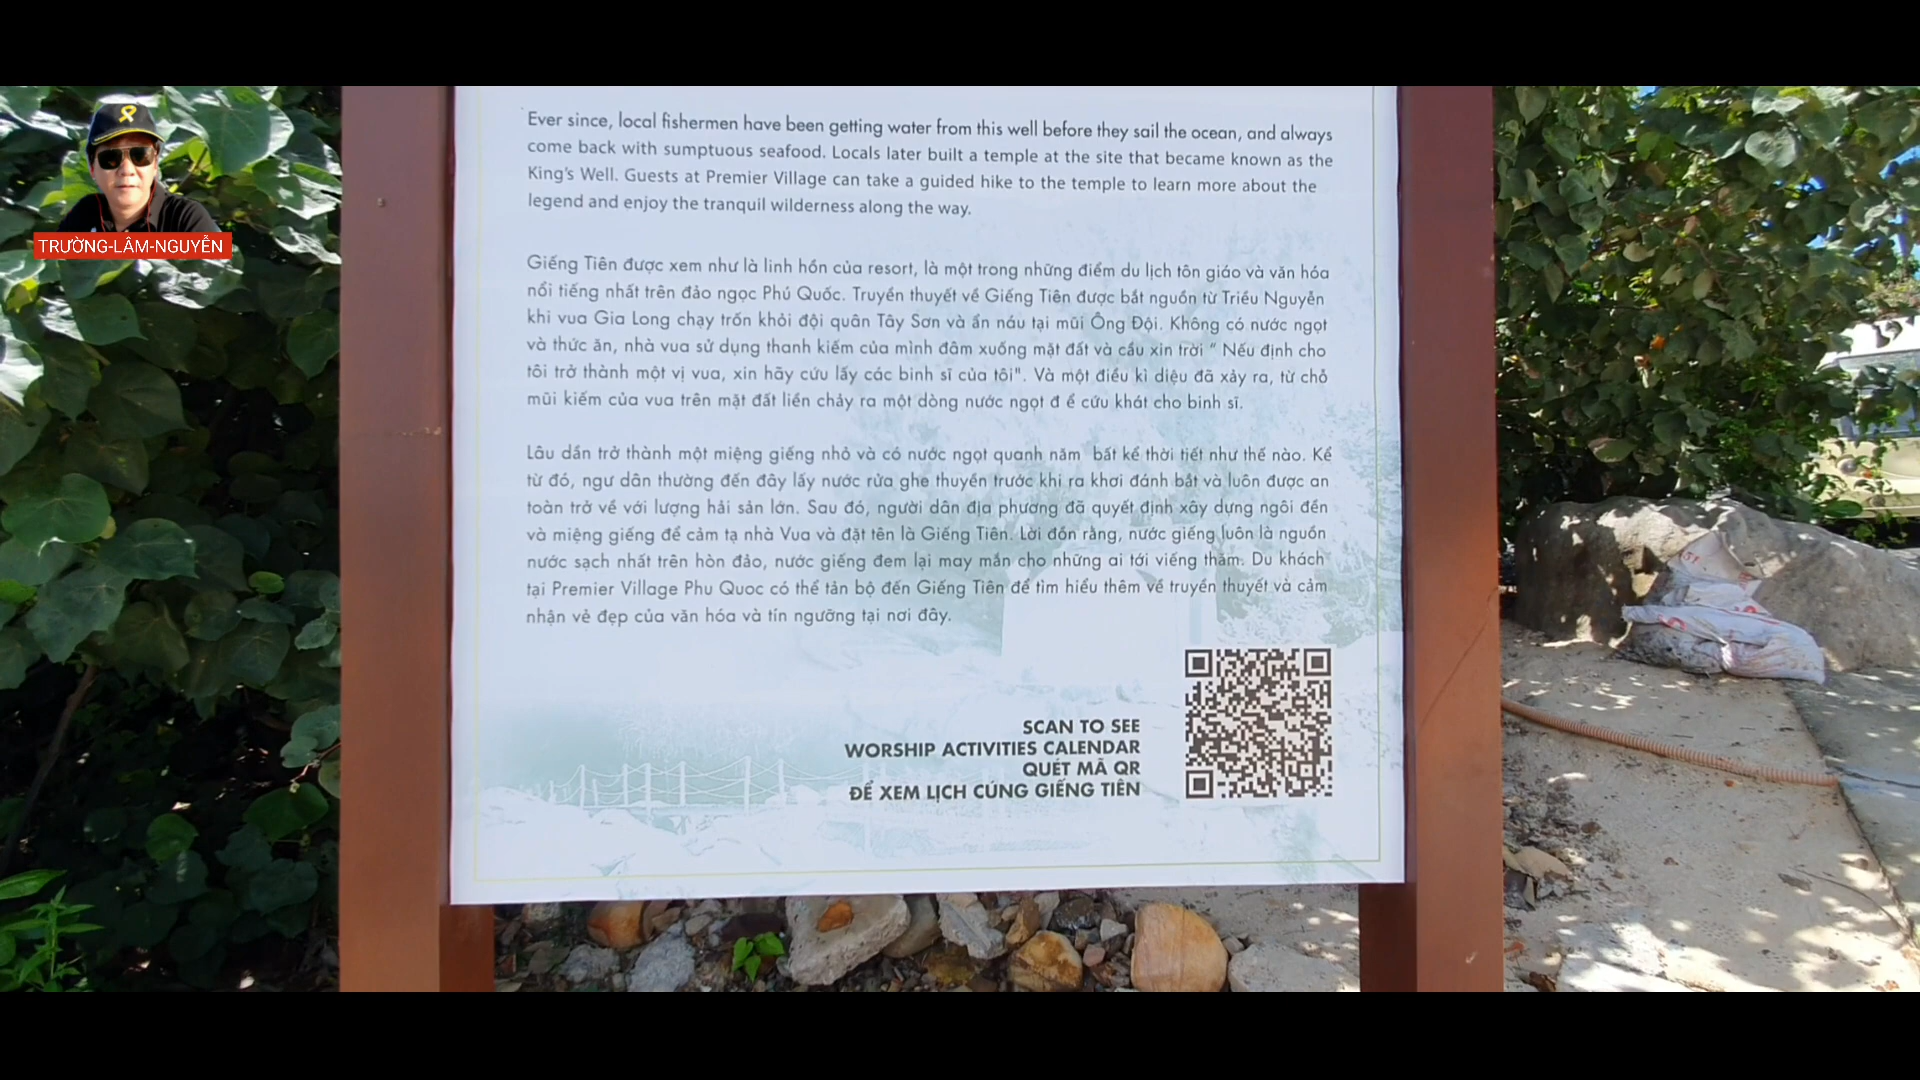 TRƯỜNG-LÂM-NGUYỄN
Ever since, local fishermen have been getting water from this well before they sail the ocean, and always
come back with sumptuous seafood. Locals later built a temple at the site that became known as the
King's Well. Guests at Premier Village can take a guided hike to the temple to learn more about the
legend and enjoy the tranquil wilderness along the way.
Giếng Tiên được xem như là linh hồn của resort, là một trong những điểm du lịch tôn giáo và văn hóa
nổi tiếng nhất trên đảo ngọc Phú Quốc. Truyền thuyết về Giếng Tiên được bắt nguồn từ Triều Nguyễn
khi vua Gia Long chạy trốn khỏi đội quân Tây Sơn và ẩn náu tại mũi Ông Đội. Không có nước ngọt
và thức ăn, nhà vua sử dụng thanh kiếm của mình đâm xuống mặt đất và cầu xin trời " Nếu định cho
tôi trở thành một vị vua, xin hãy cứu lấy các binh sĩ của tôi". Và một điều kì diệu đã xảy ra, từ chỗ
mũi kiếm của vua trên mặt đất liền chảy ra một dòng nước ngọt đ ể cứu khát cho binh sĩ.
Lâu dần trở thành một miệng giếng nhỏ và có nước ngọt quanh năm bất kể thời tiết như thế nào. Kể
từ đó, ngư dân thường đến đây lấy nước rửa ghe thuyền trước khi ra khơi đánh bắt và luôn được an
toàn trở về với lượng hải sản lớn. Sau đó, người dân địa phương đã quyết định xây dựng ngôi đền
và miệng giếng để cảm tạ nhà Vua và đặt tên là Giếng Tiên. Lời đồn rằng, nước giếng luôn là nguồn
nước sạch nhất trên hòn đảo, nước giếng đem lại may mắn cho những ai tới viếng thăm. Du khách
tại Premier Village Phu Quoc có thể tản bộ đến Giếng Tiên để tìm hiểu thêm về truyền thuyết và cảm
nhận vẻ đẹp của văn hóa và tín ngưỡng tại nơi đây.
SCAN TO SEE
WORSHIP ACTIVITIES CALENDAR
QUÉT MÃ QR
ĐỂ XEM LỊCH CÚNG GIẾNG TIÊN